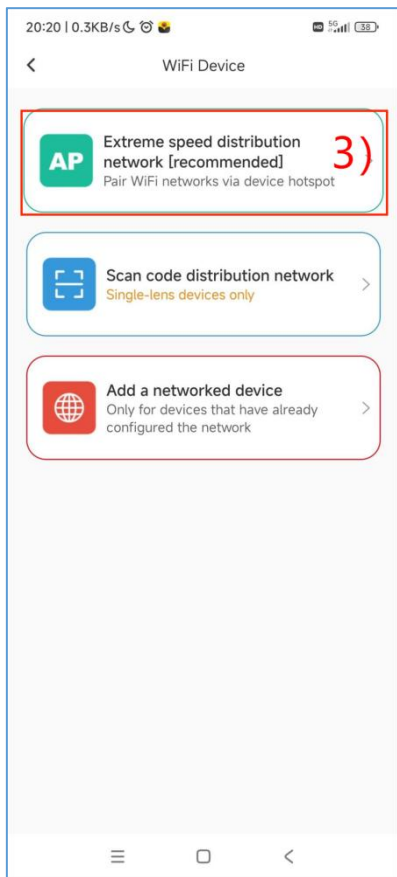 20:20 | 0.3KB/s
HD 5G 38
WiFi Device
Extreme speed distribution
network [recommended]
3)
AP
Pair WiFi networks via device hotspot
Scan code distribution network
Single-lens devices only
Add a networked device
Only for devices that have already
configured the network